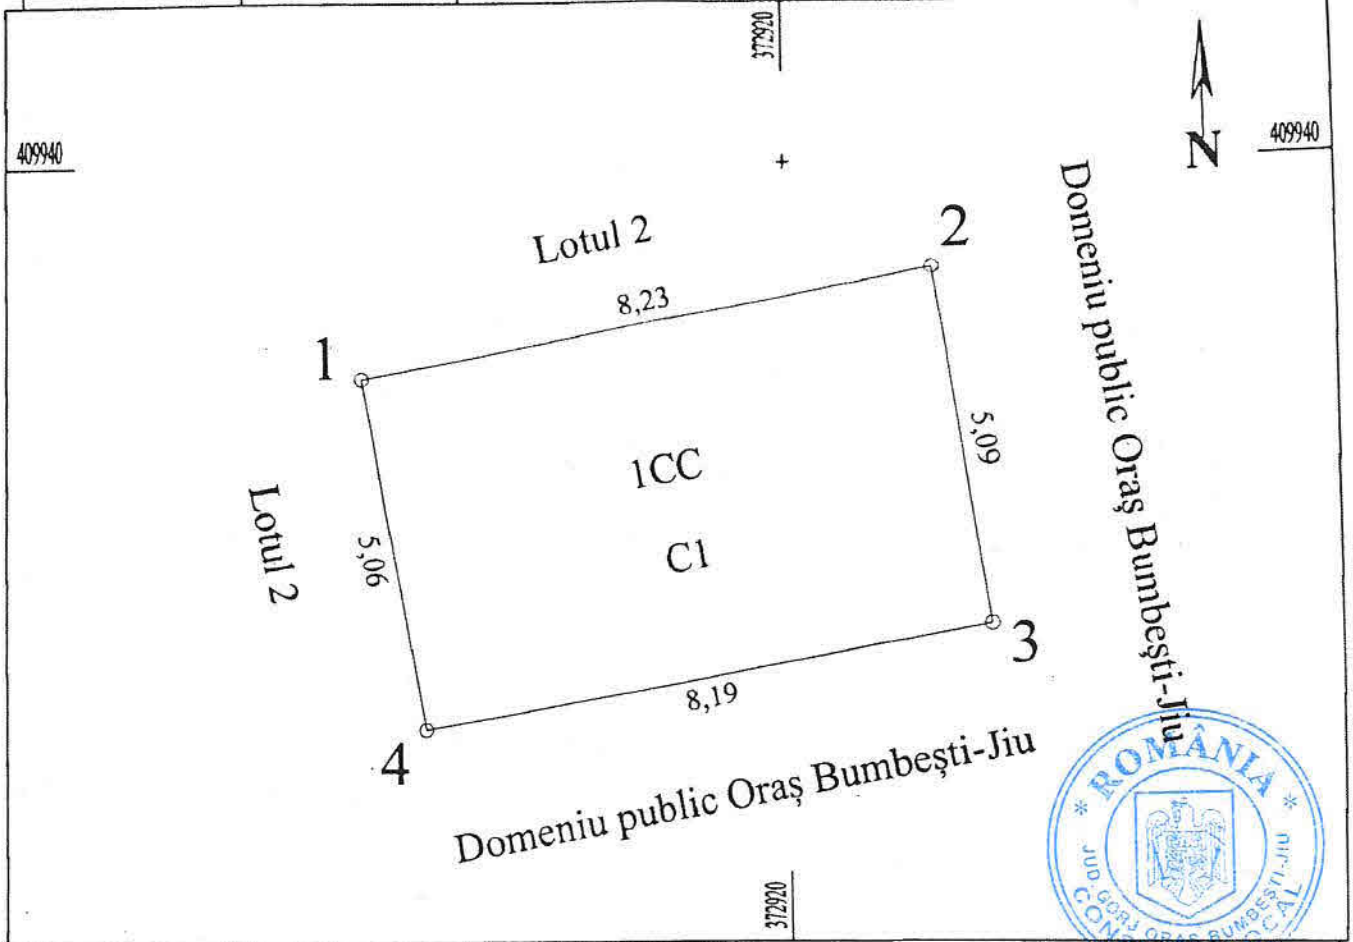 372920
409940
N
409940
Lotul 2
2
8,23
1
Domeniu public Oraş Bumbeşti-Jiu
5,09
1CC
Lotul 2
5,06
C1
3
8,19
4
Domeniu public Oraş Bumbeşti-Jiu
372920
* ROMÂNIA *
JUD. GORJ ORAŞ BUMBEŞTI-JIU